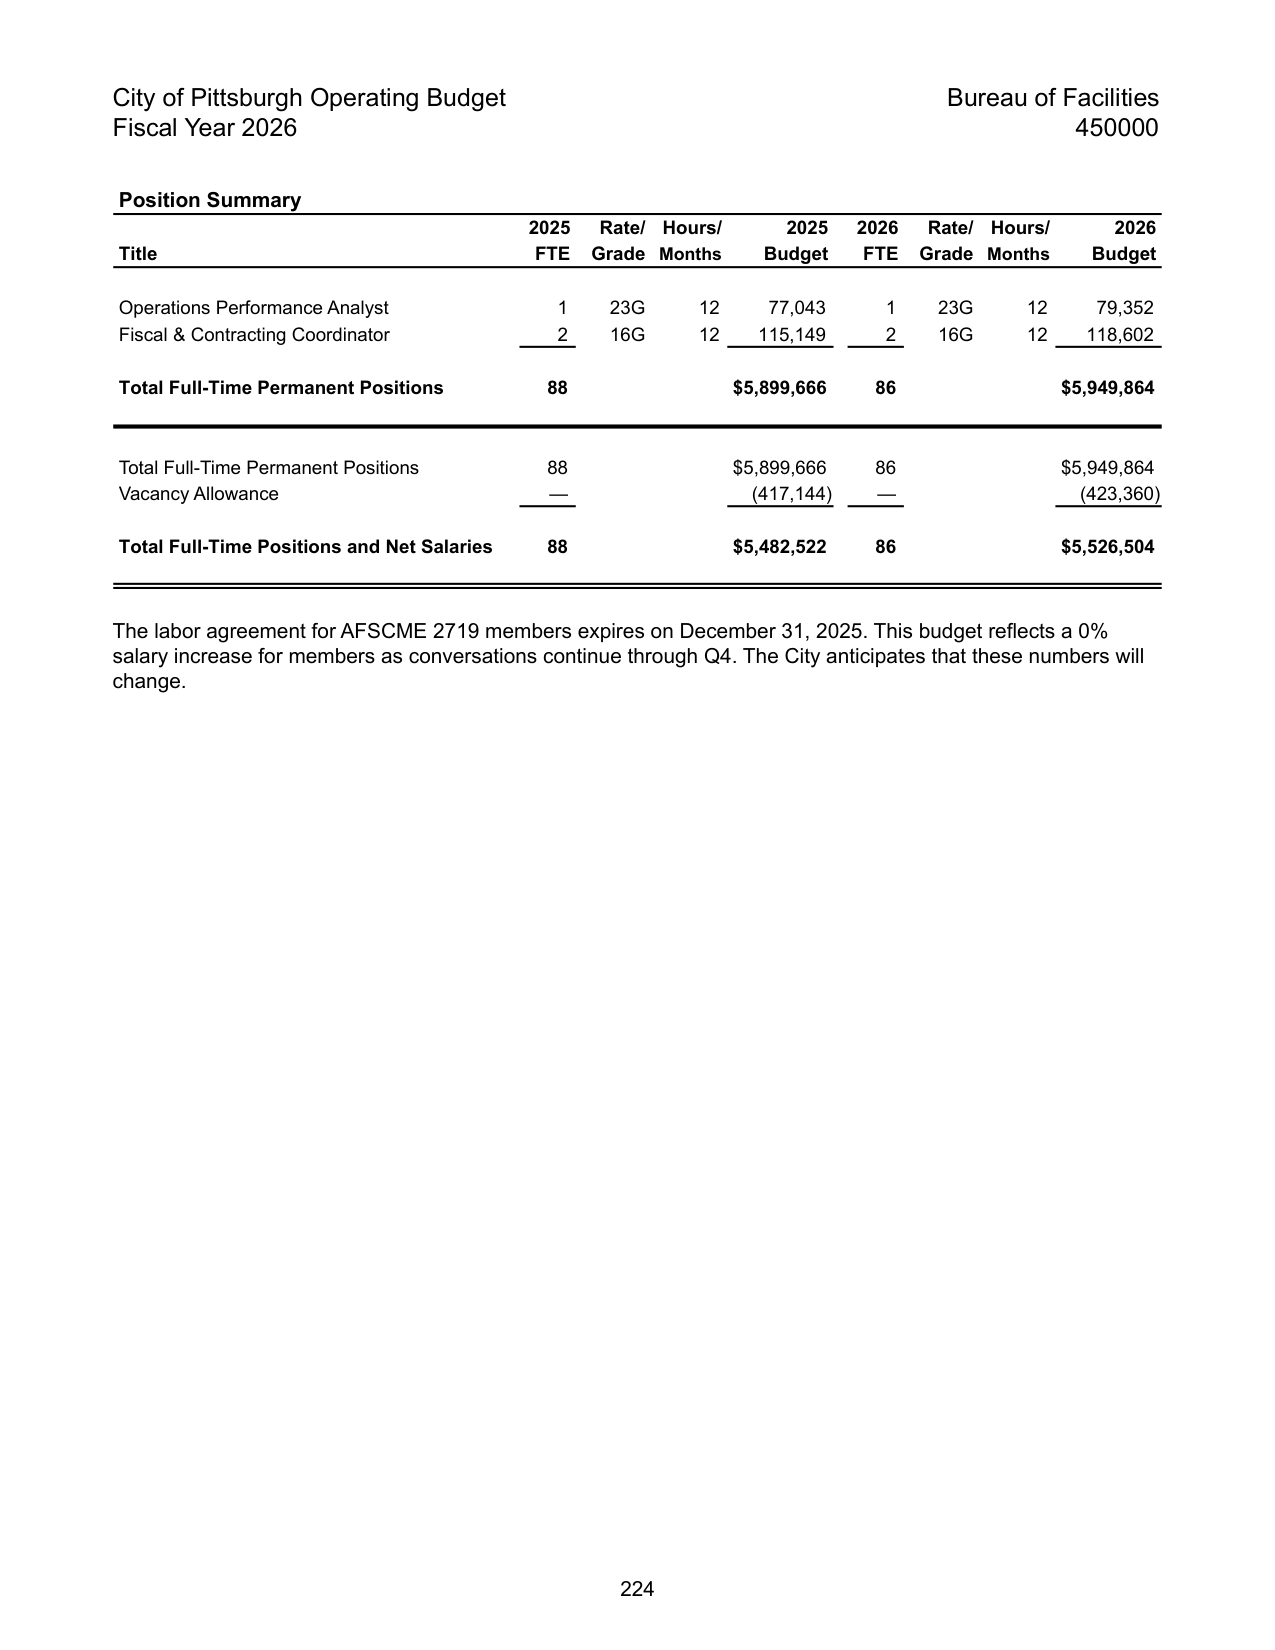 City of Pittsburgh Operating Budget Bureau of Facilities
Fiscal Year 2026 450000
Position Summary
2025 Rate/ Hours/ 2025 2026 Rate/ Hours/ 2026
Title FTE Grade Months Budget FTE Grade Months Budget
Operations Performance Analyst 1 23G 12 77,043 1 23G 12 79,352
Fiscal & Contracting Coordinator 2 16G 12 115,149 2 16G 12 118,602
Total Full-Time Permanent Positions 88 $5,899,666 86 $5,949,864
Total Full-Time Permanent Positions 88 $5,899,666 86 $5,949,864
Vacancy Allowance — (417,144) — (423,360)
Total Full-Time Positions and Net Salaries 88 $5,482,522 86 $5,526,504
The labor agreement for AFSCME 2719 members expires on December 31, 2025. This budget reflects a 0%
salary increase for members as conversations continue through Q4. The City anticipates that these numbers will
change.
224